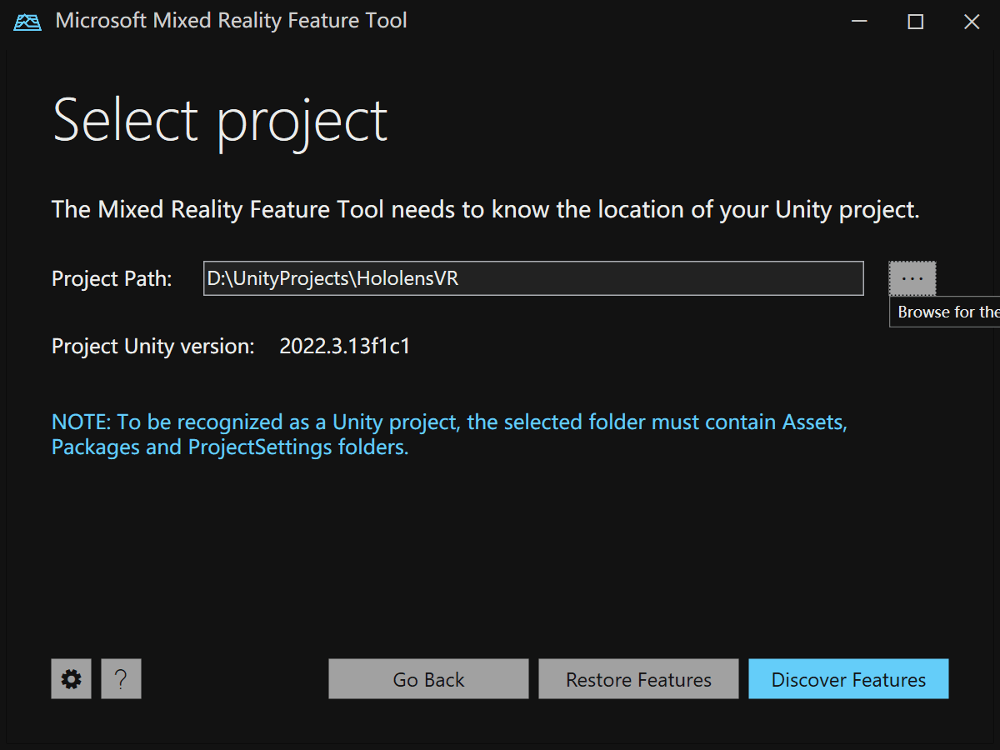 Microsoft Mixed Reality Feature Tool
Select project
The Mixed Reality Feature Tool needs to know the location of your Unity project.
Project Path: D:\UnityProjects\HololensVR ...
Browse for the
Project Unity version: 2022.3.13f1c1
NOTE: To be recognized as a Unity project, the selected folder must contain Assets,
Packages and ProjectSettings folders.
? Go Back Restore Features Discover Features